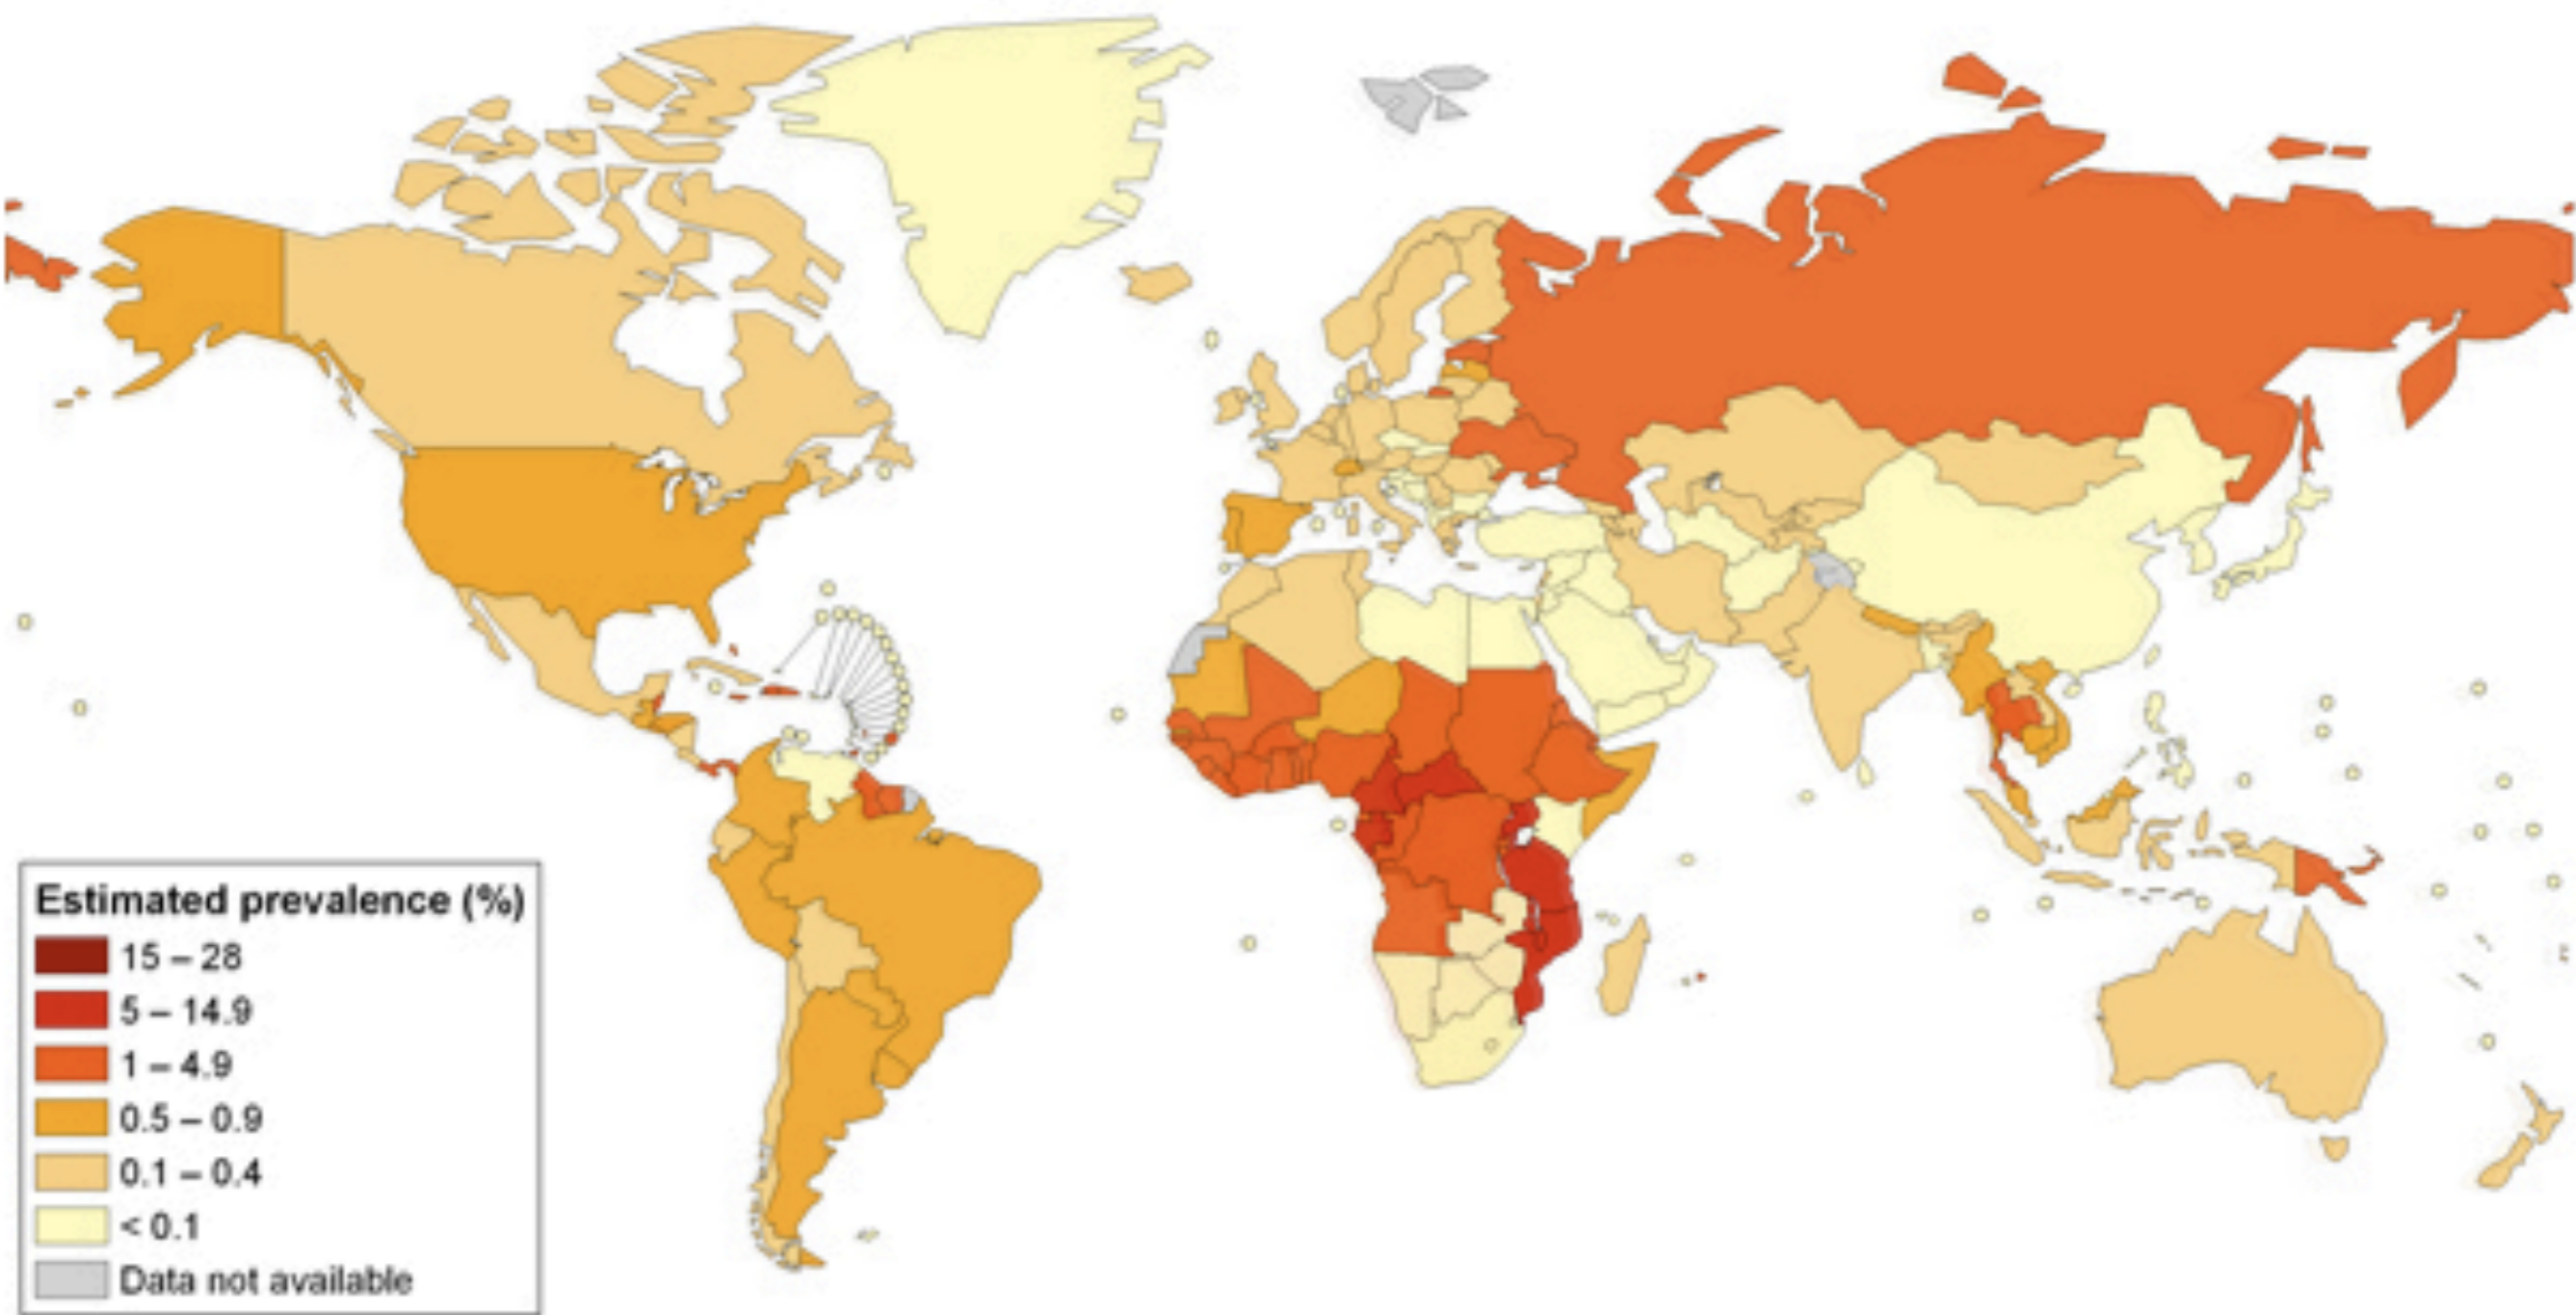 Estimated prevalence (%)
15 – 28
5 – 14.9
1 – 4.9
0.5 – 0.9
0.1 – 0.4
< 0.1
Data not available